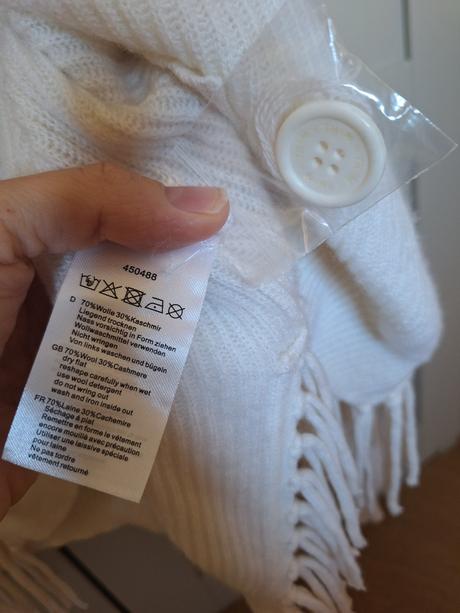 450488
D 70%Wolle 30%Kaschmir
Liegend trocknen
Nass vorsichtig in Form ziehen
Wollwaschmittel verwenden
Nicht wringen
Von links waschen und bügeln
GB 70%Wool 30%Cashmere
dry flat
reshape carefully when wet
use wool detergent
do not wring out
wash and iron inside out
FR 70%Laine 30%Cachemire
Séchage à plat
Remettre en forme le vêtement
encore mouillé avec précaution
Utiliser une laissive spéciale
pour laine
Ne pas tordre
vêtement retourné